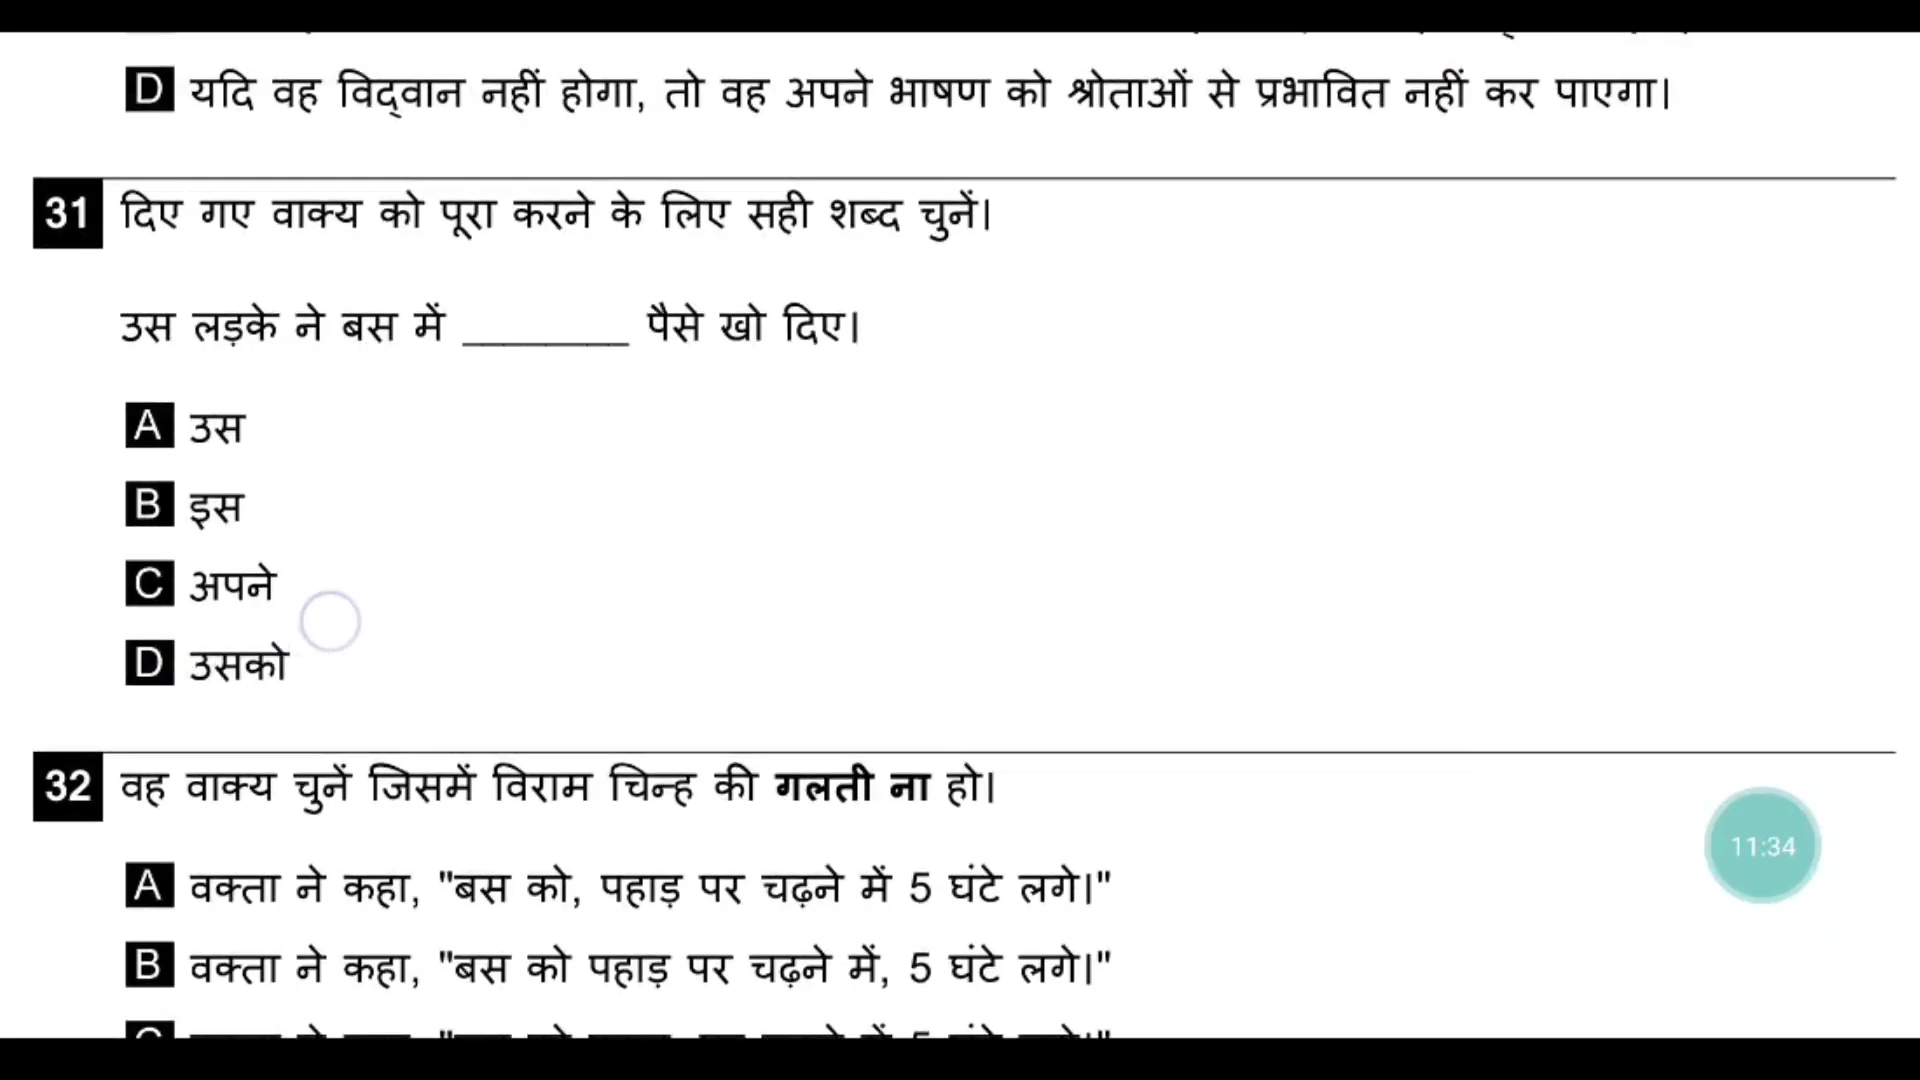 D यदि वह विद्वान नहीं होगा, तो वह अपने भाषण को श्रोताओं से प्रभावित नहीं कर पाएगा।
31 दिए गए वाक्य को पूरा करने के लिए सही शब्द चुनें।
उस लड़के ने बस में ________ पैसे खो दिए।
A उस
B इस
C अपने
D उसको
32 वह वाक्य चुनें जिसमें विराम चिन्ह की गलती ना हो।
11:34
A वक्ता ने कहा, "बस को, पहाड़ पर चढ़ने में 5 घंटे लगे।"
B वक्ता ने कहा, "बस को पहाड़ पर चढ़ने में, 5 घंटे लगे।"